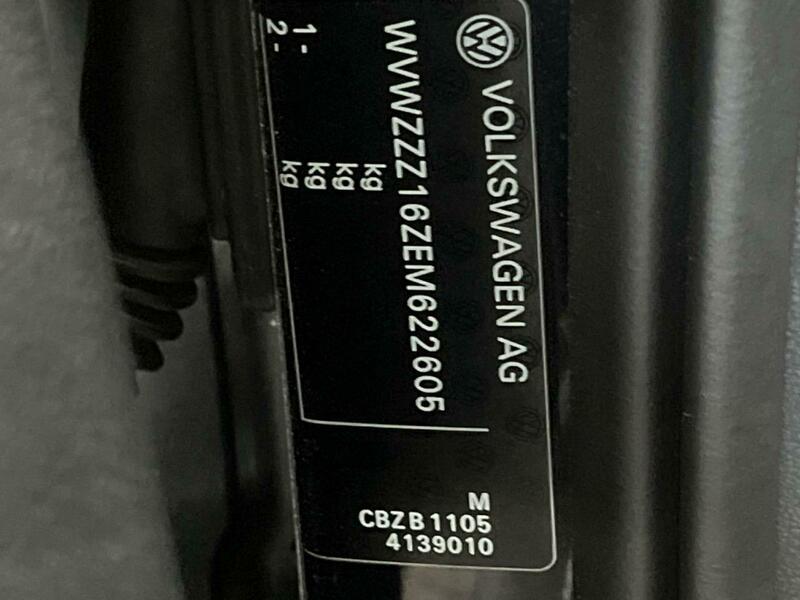 VOLKSWAGEN AG
WVWZZZ16ZEM622605
kg
kg
kg
kg
1-
2-
M
CBZB 1105
4139010